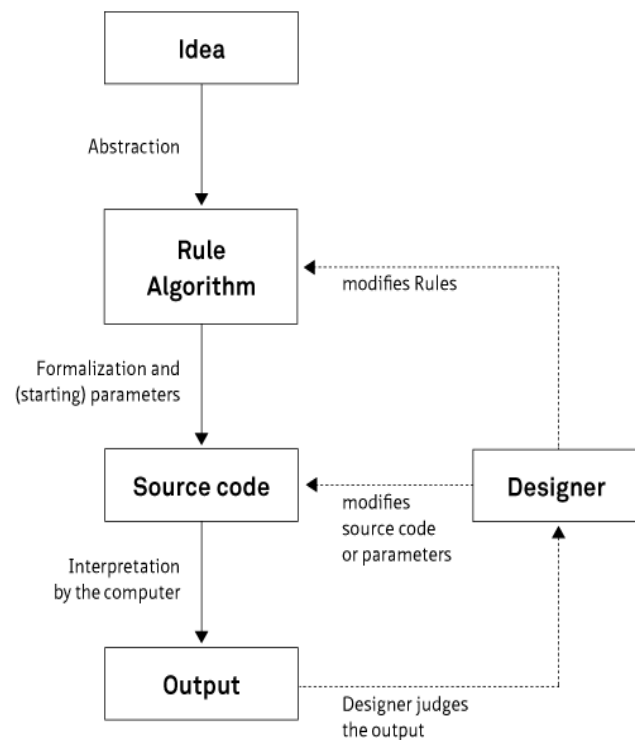 Idea
Abstraction
Rule
Algorithm
modifies Rules
Formalization and
(starting) parameters
Source code
Designer
modifies
source code
or parameters
Interpretation
by the computer
Output
Designer judges
the output